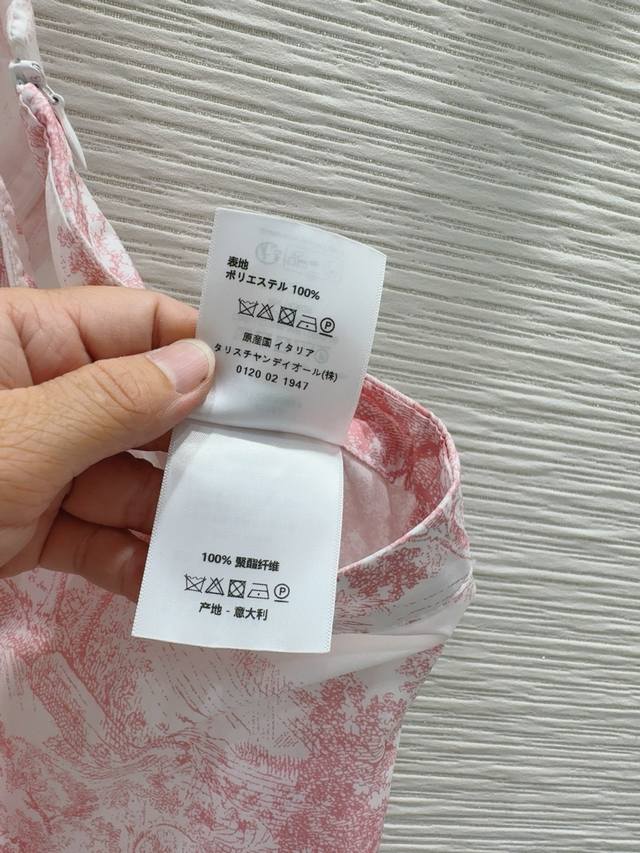 表地
ポリエステル 100%
P
原産国 イタリア
タリスチャンディオール(株)
0120 02 1947
100% 聚酯纤维
P
产地 - 意大利